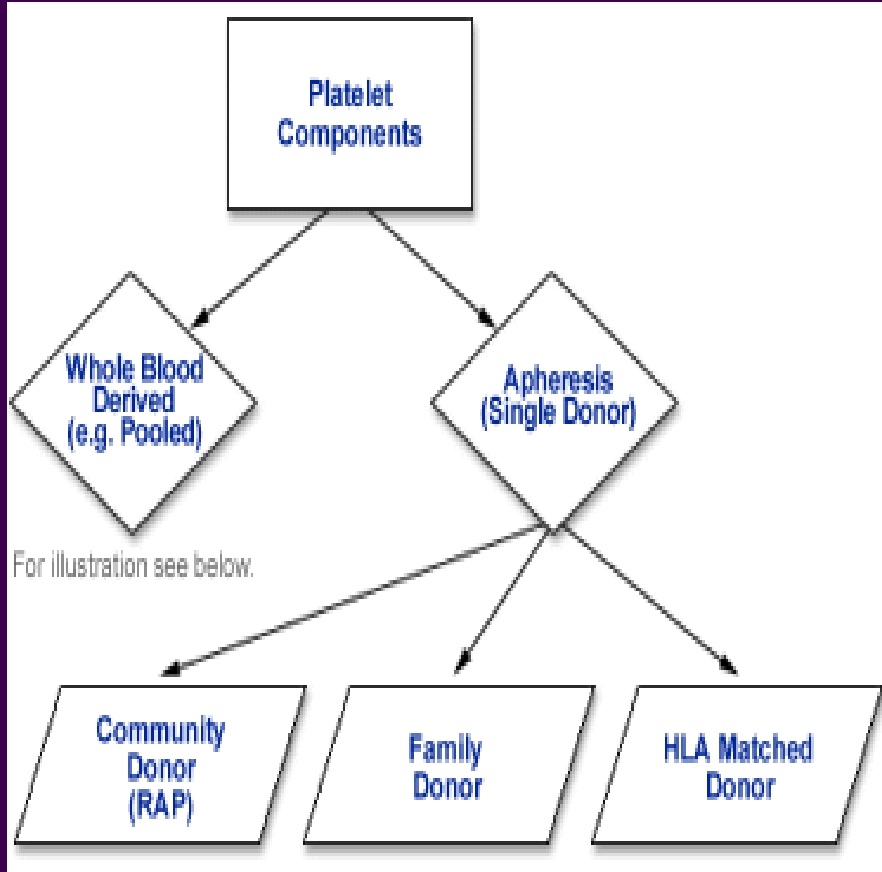 Platelet
Components
Whole Blood
Derived
(e.g. Pooled)
Apheresis
(Single Donor)
For illustration see below.
Community
Donor
(RAP)
Family
Donor
HLA Matched
Donor